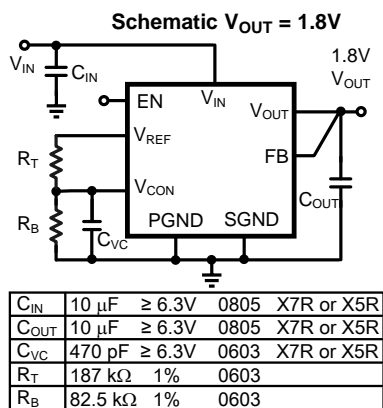 Schematic VOUT = 1.8V
VIN
CIN
1.8V
VOUT
EN
VIN
VOUT
VREF
FB
RT
VCON
COUT
RB
CVC
PGND SGND
CIN 10 μF ≥ 6.3V 0805 X7R or X5R
COUT 10 μF ≥ 6.3V 0805 X7R or X5R
CVC 470 pF ≥ 6.3V 0603 X7R or X5R
RT 187 kΩ 1% 0603
RB 82.5 kΩ 1% 0603